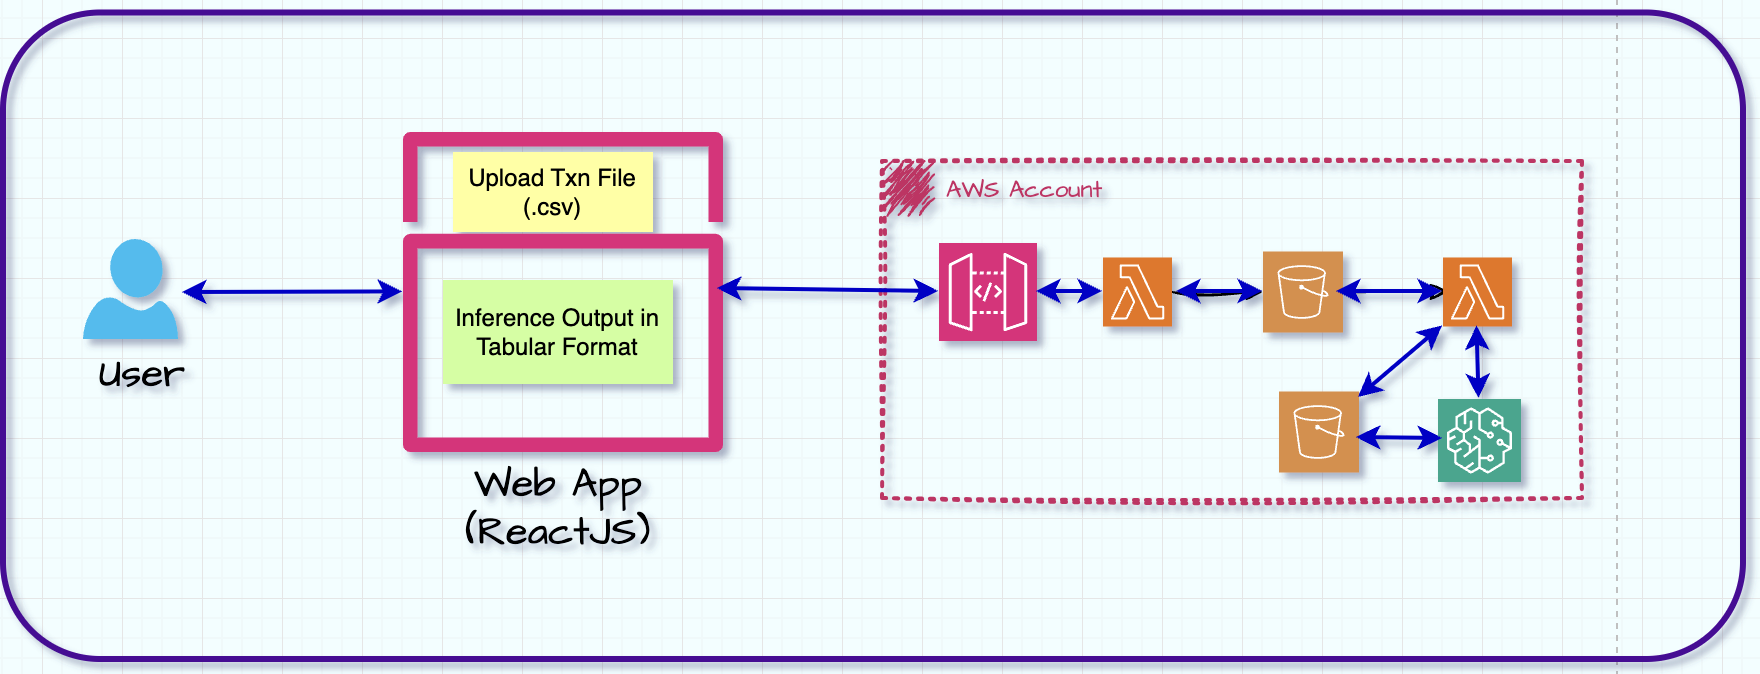 Upload Txn File
(.csv)
AWS Account
Inference Output in
Tabular Format
</>
User
Web App
(ReactJS)